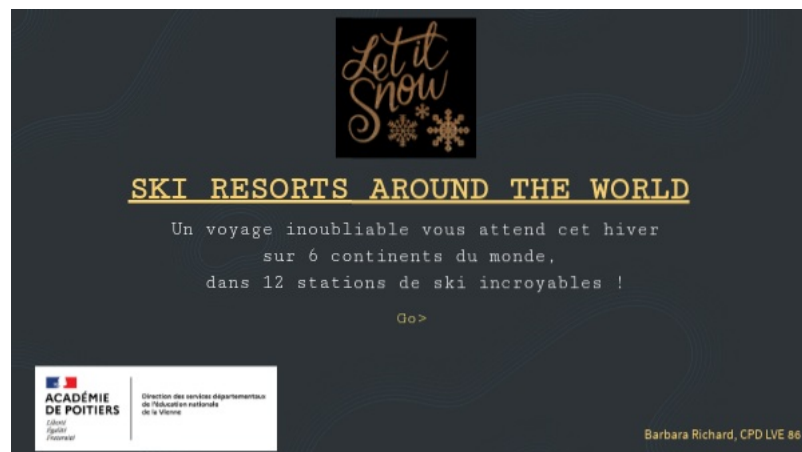 Let it
Snow
SKI RESORTS AROUND THE WORLD
Un voyage inoubliable vous attend cet hiver
sur 6 continents du monde,
dans 12 stations de ski incroyables !
Go>
ACADÉMIE
DE POITIERS
Liberté
Égalité
Fraternité
Direction des services départementaux
de l'éducation nationale
de la Vienne
Barbara Richard, CPD LVE 86